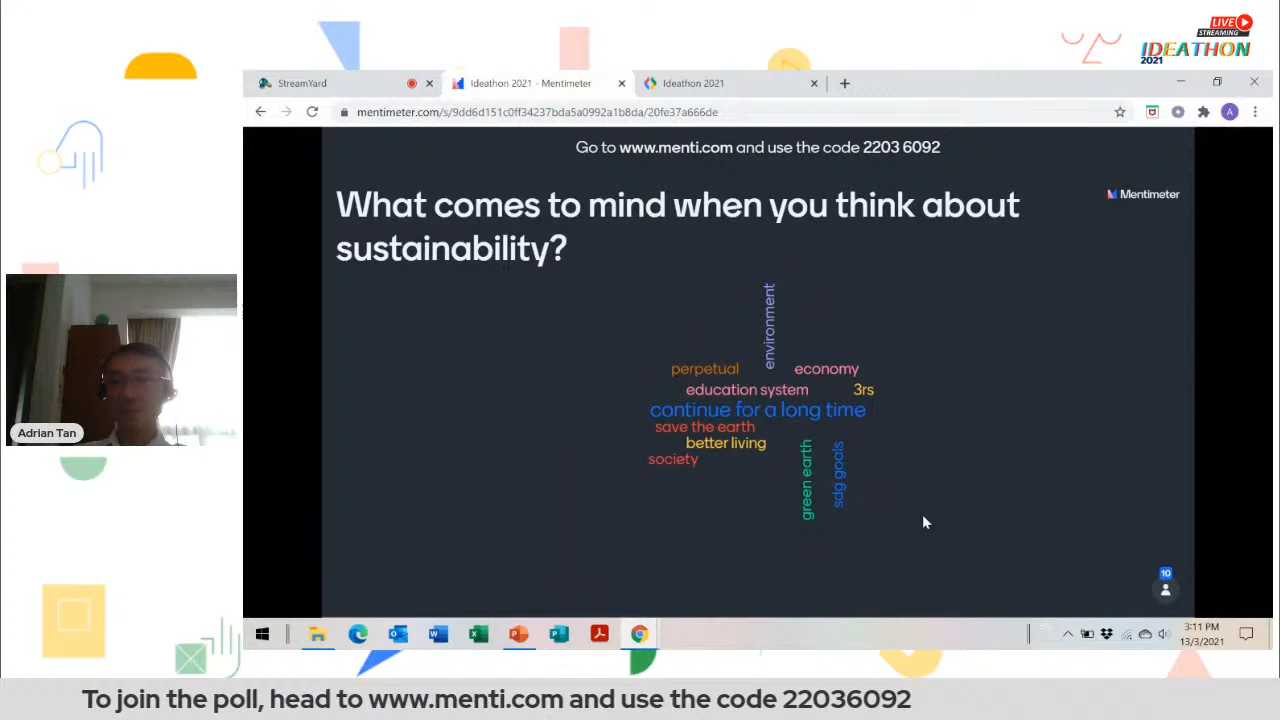 LIVE
STREAMING
IDEATHON
2021
StreamYard
Ideathon 2021 - Mentimeter
Ideathon 2021
mentimeter.com/s/9dd6d151c0ff34237bda5a0992a1b8da/20fe37a666de
A
Go to www.menti.com and use the code 2203 6092
What comes to mind when you think about
sustainability?
Mentimeter
environment
perpetual
economy
education system
3rs
continue for a long time
save the earth
better living
society
green earth
sdg goals
Adrian Tan
10
3:11 PM
13/3/2021
To join the poll, head to www.menti.com and use the code 22036092